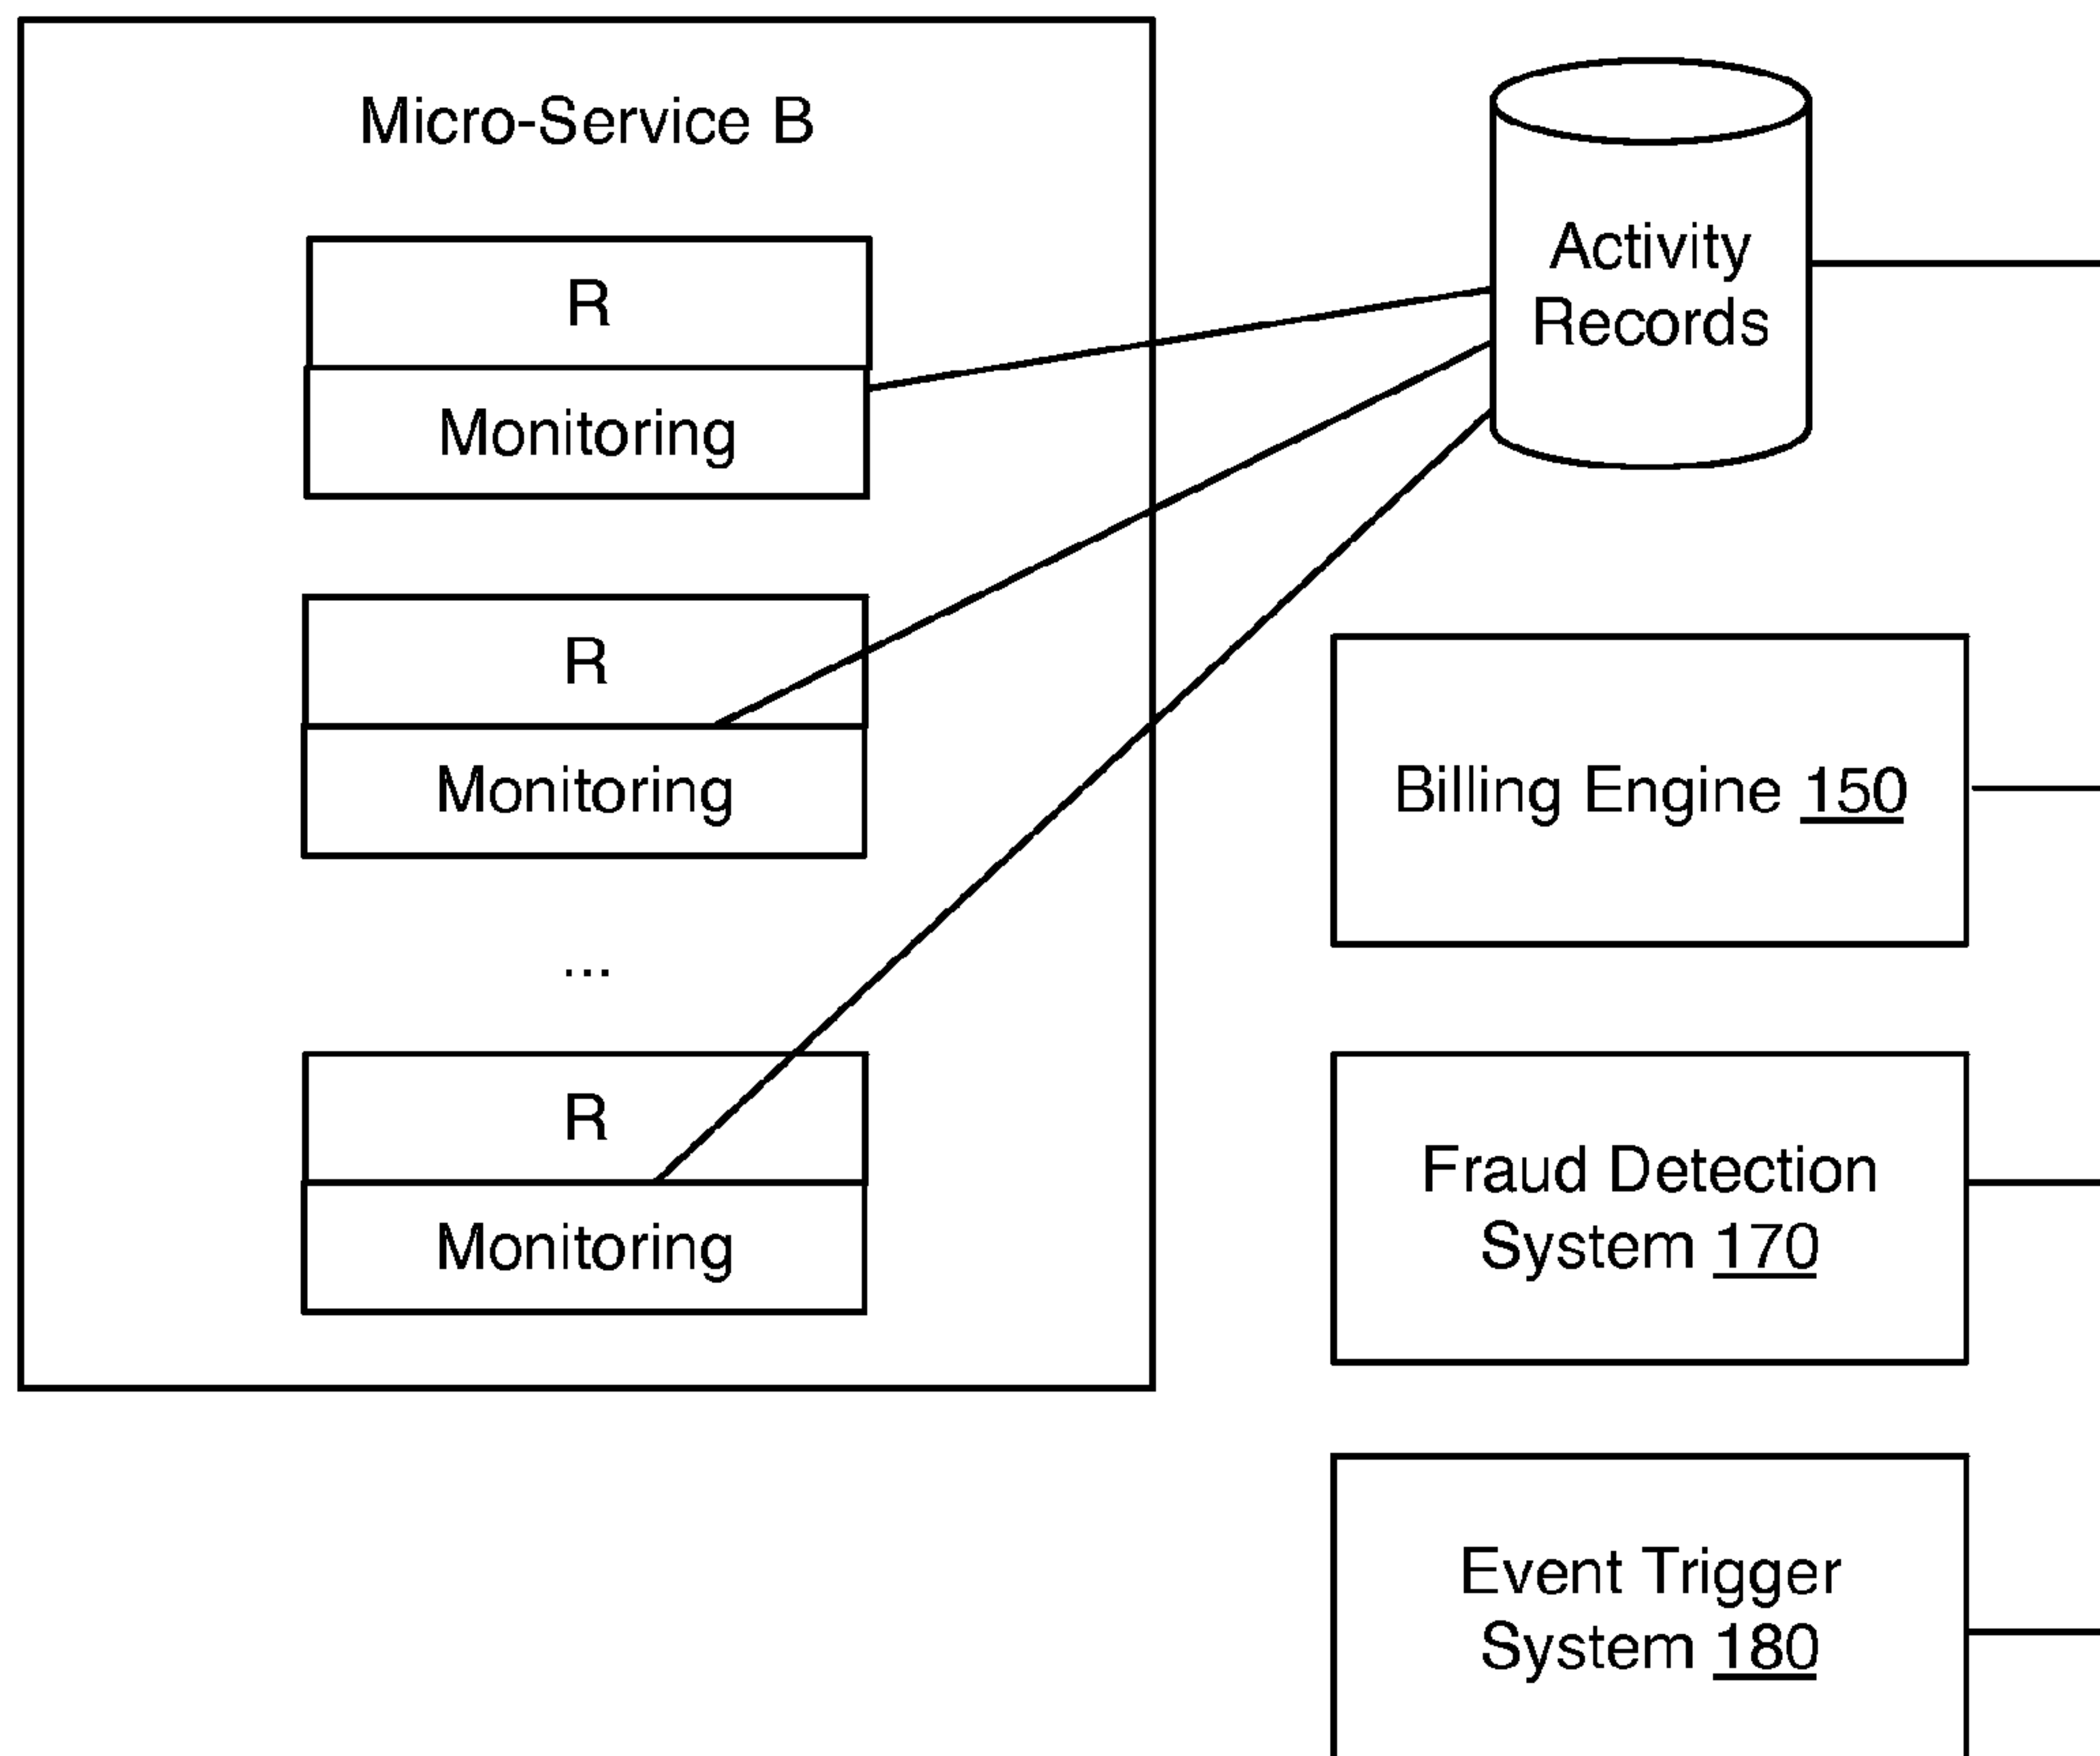 Micro-Service B
R
Monitoring
R
Monitoring
...
R
Monitoring
Activity
Records
Billing Engine 150
Fraud Detection
System 170
Event Trigger
System 180